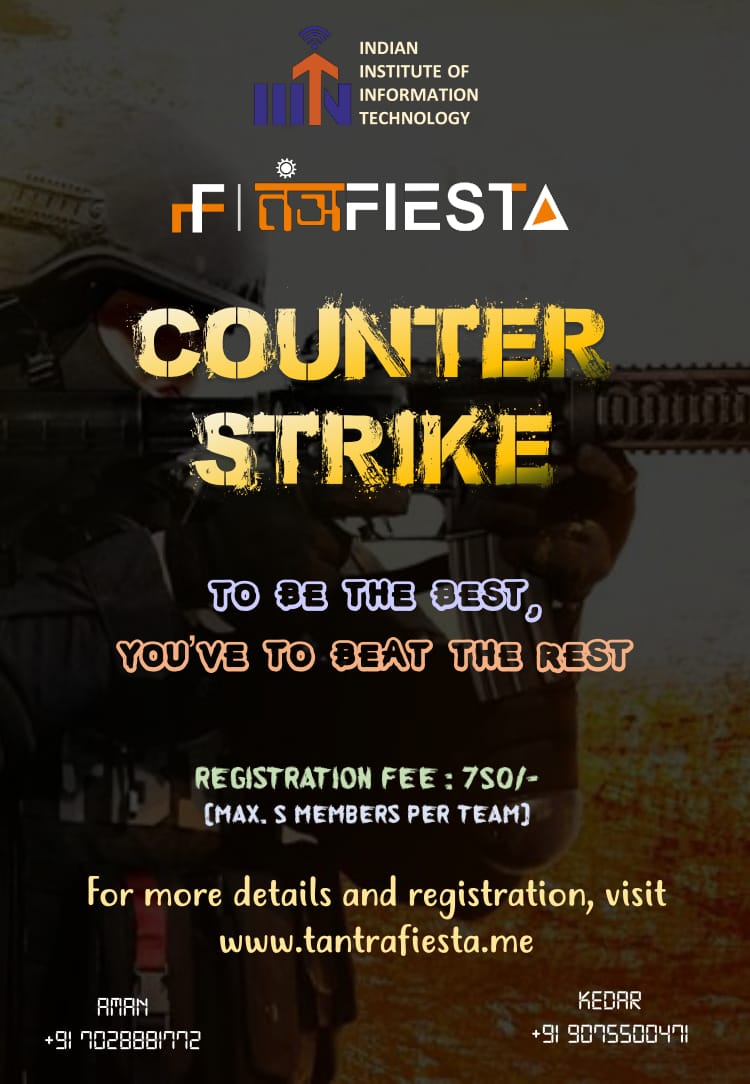 IIITN
INDIAN
INSTITUTE OF
INFORMATION
TECHNOLOGY
TF | तंत्रFIESTA
COUNTER
STRIKE
TO BE THE BEST,
YOU'VE TO BEAT THE REST
REGISTRATION FEE : 750/-
[MAX. 5 MEMBERS PER TEAM]
For more details and registration, visit
www.tantrafiesta.me
AMAN
+91 7028881772
KEDAR
+91 9075500471